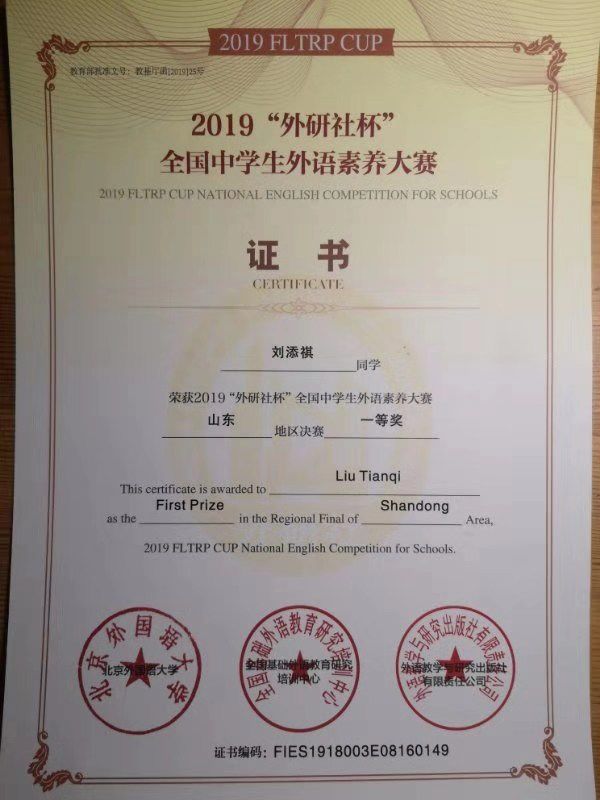 2019 FLTRP CUP
教育部批准文号：教基厅函[2019]25号
2019“外研社杯”
全国中学生外语素养大赛
2019 FLTRP CUP NATIONAL ENGLISH COMPETITION FOR SCHOOLS
证 书
CERTIFICATE
刘添祺 同学
荣获2019“外研社杯”全国中学生外语素养大赛
山东 地区决赛 一等奖
This certificate is awarded to Liu Tianqi
as the First Prize in the Regional Final of Shandong Area,
2019 FLTRP CUP National English Competition for Schools.
北京外国语大学
北京外国语大学
全国基础外语教育研究培训中心
全国基础外语教育研究
培训中心
外语教学与研究出版社有限责任公司
外语教学与研究出版社
有限责任公司
证书编码：FIES1918003E08160149